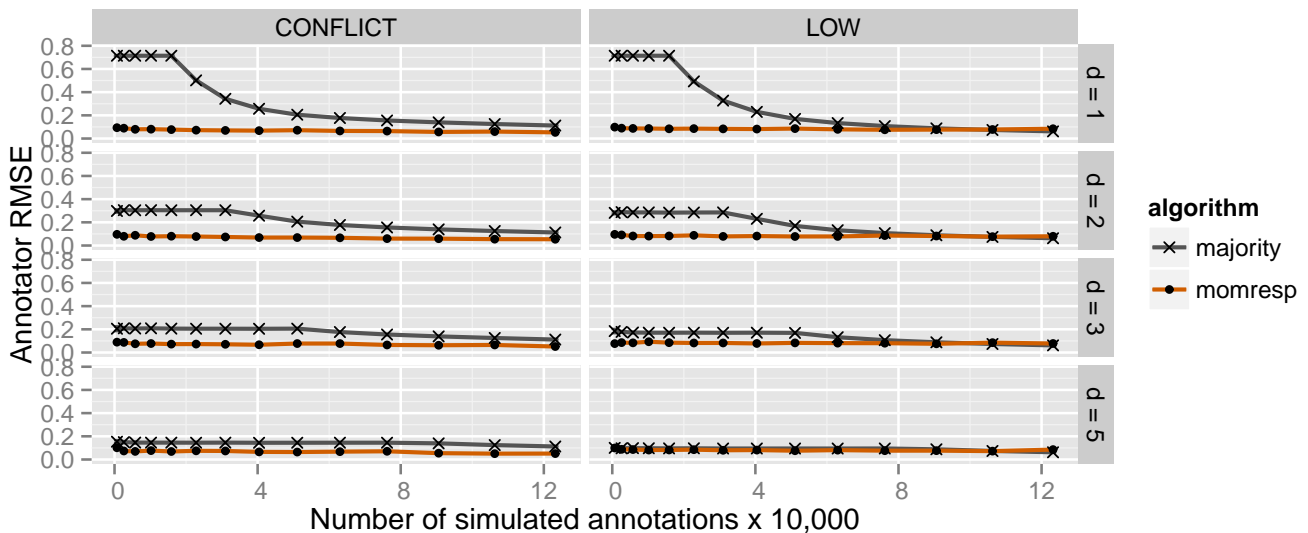 CONFLICT LOW
Annotator RMSE
0.8
0.6
0.4
0.2
0.0
d = 1
0.8
0.6
0.4
0.2
0.0
d = 2
0.8
0.6
0.4
0.2
0.0
d = 3
0.8
0.6
0.4
0.2
0.0
d = 5
0 4 8 12 0 4 8 12
Number of simulated annotations x 10,000
algorithm
majority
momresp